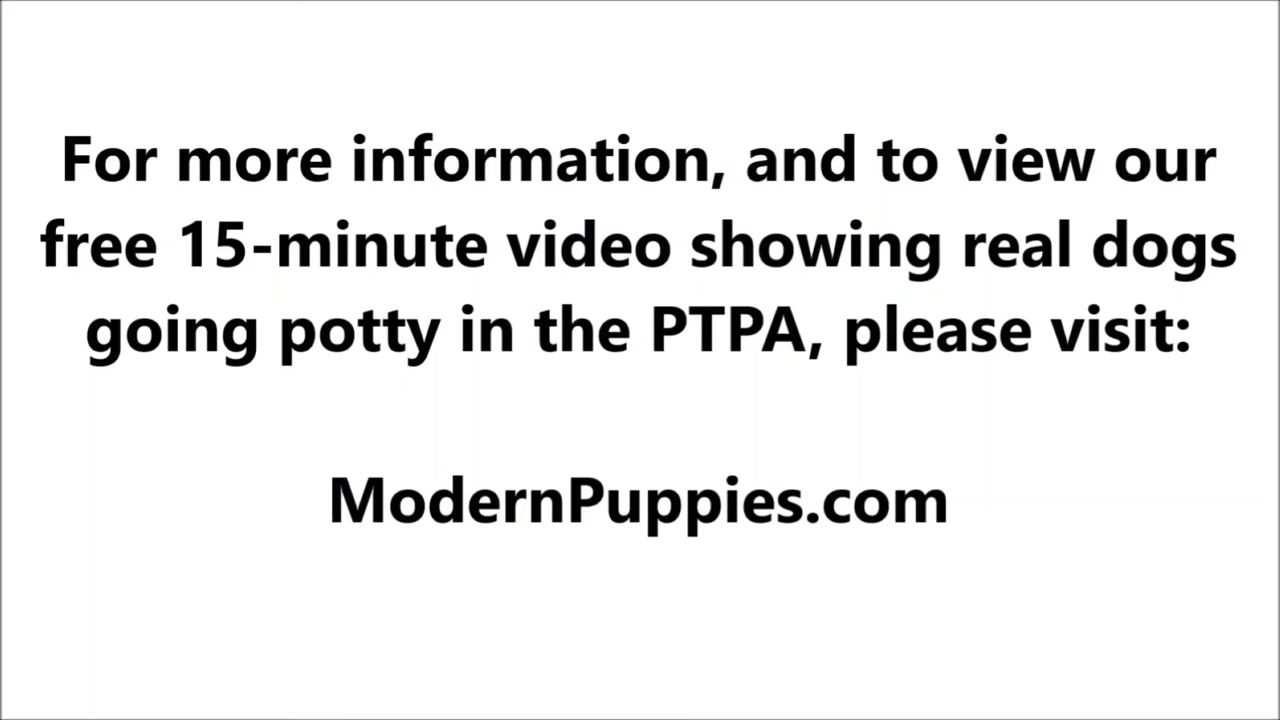 For more information, and to view our
free 15-minute video showing real dogs
going potty in the PTPA, please visit:
ModernPuppies.com